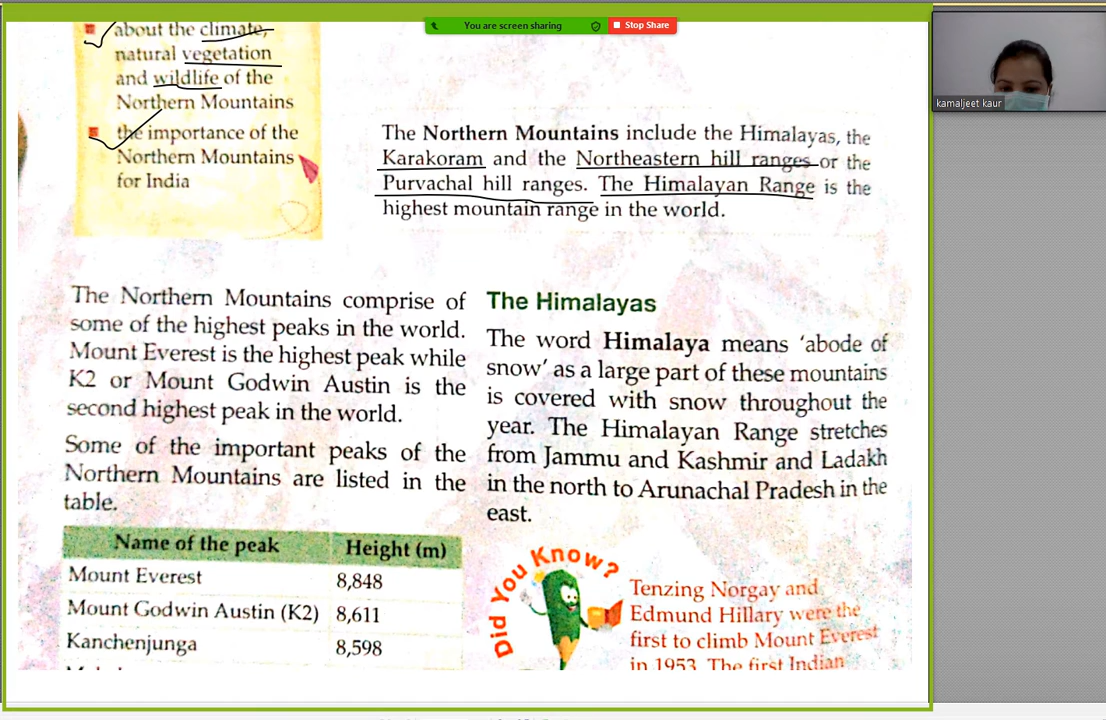 You are screen sharing
Stop Share
kamaljeet kaur
about the climate,
natural vegetation
and wildlife of the
Northern Mountains
the importance of the
Northern Mountains
for India
The Northern Mountains include the Himalayas, the
Karakoram and the Northeastern hill ranges or the
Purvachal hill ranges. The Himalayan Range is the
highest mountain range in the world.
The Northern Mountains comprise of
some of the highest peaks in the world.
Mount Everest is the highest peak while
K2 or Mount Godwin Austin is the
second highest peak in the world.
Some of the important peaks of the
Northern Mountains are listed in the
table.
Name of the peak Height (m)
Mount Everest 8,848
Mount Godwin Austin (K2) 8,611
Kanchenjunga 8,598
The Himalayas
The word Himalaya means 'abode of
snow' as a large part of these mountains
is covered with snow throughout the
year. The Himalayan Range stretches
from Jammu and Kashmir and Ladakh
in the north to Arunachal Pradesh in the
east.
Did You Know?
Tenzing Norgay and
Edmund Hillary were the
first to climb Mount Everest
in 1953. The first Indian